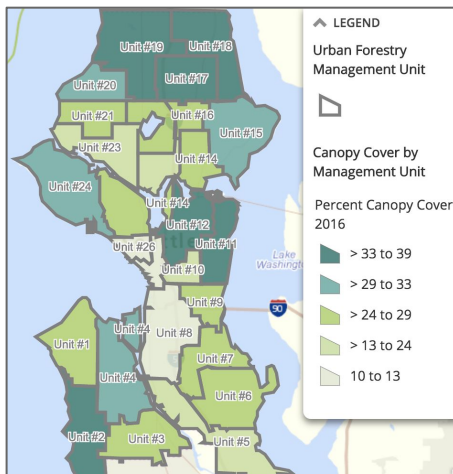 LEGEND
Urban Forestry
Management Unit
Canopy Cover by
Management Unit
Percent Canopy Cover
2016
> 33 to 39
> 29 to 33
> 24 to 29
> 13 to 24
10 to 13
Unit #19
Unit #18
Unit #17
Unit #20
Unit #21
Unit #16
Unit #15
Unit #23
Unit #14
Unit #24
Unit #14
Unit #12
Unit #26
Unit #11
Lake
Washing
Unit #10
Unit #9
90
Unit #4
Unit #8
Unit #1
Unit #7
Unit #4
Unit #6
Unit #2
Unit #3
Unit #5